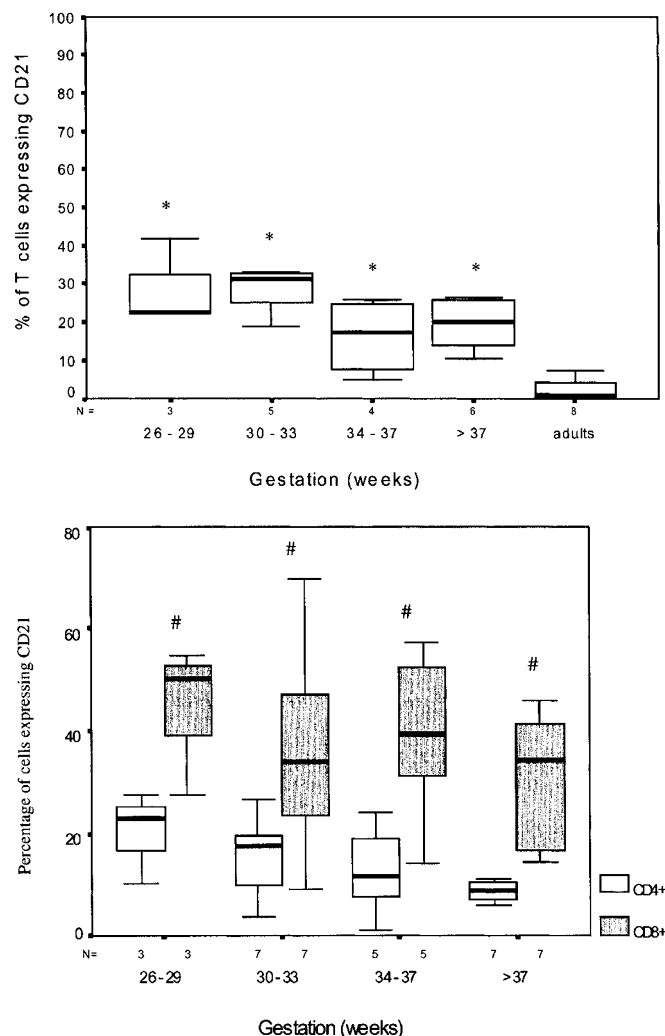 % of T cells expressing CD21
100
90
80
70
60
50
40
30
20
10
0
* * * *
N = 3 5 4 6 8
26 - 29 30 - 33 34 - 37 > 37 adults
Gestation (weeks)
Percentage of cells expressing CD21
80
60
40
20
0
# # # #
CD4+
CD8+
N= 3 3 7 7 5 5 7 7
26-29 30-33 34-37 >37
Gestation (weeks)